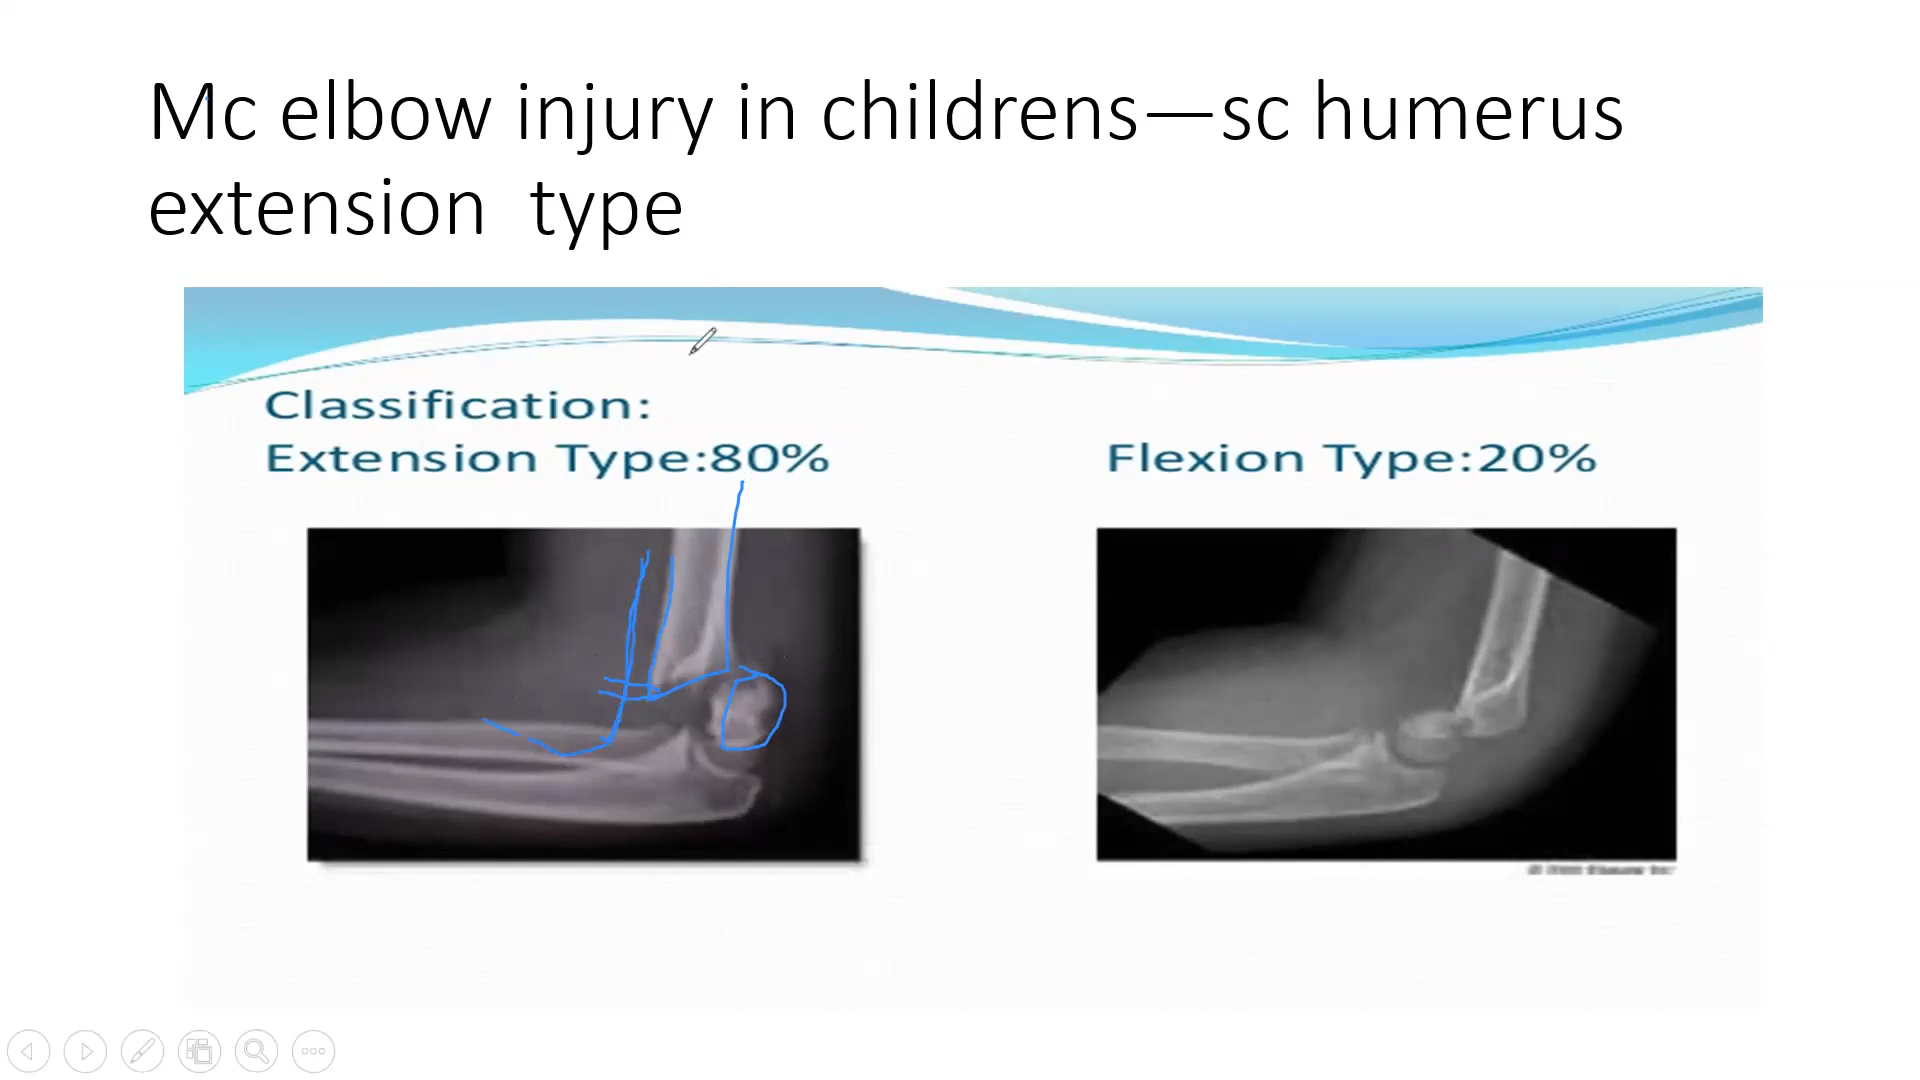 Mc elbow injury in childrens—sc humerus
extension type
Classification:
Extension Type:80%
Flexion Type:20%